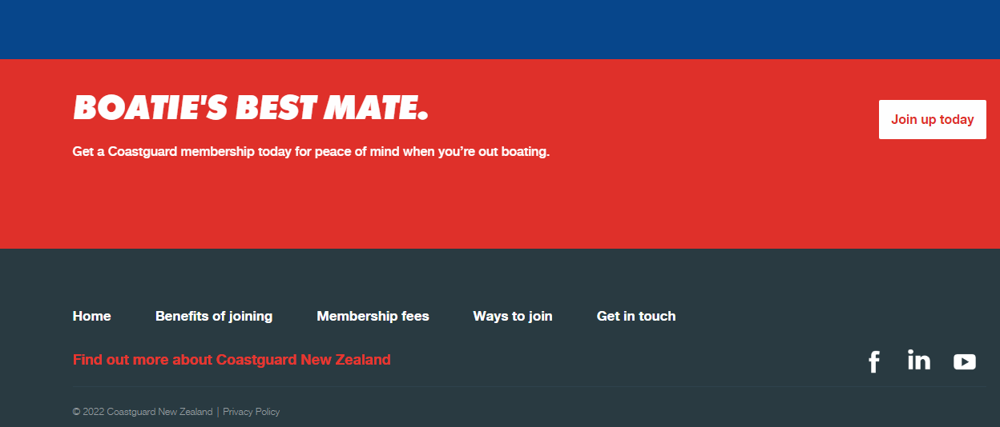 BOATIE'S BEST MATE.
Join up today
Get a Coastguard membership today for peace of mind when you’re out boating.
Home Benefits of joining Membership fees Ways to join Get in touch
Find out more about Coastguard New Zealand
f in
© 2022 Coastguard New Zealand | Privacy Policy